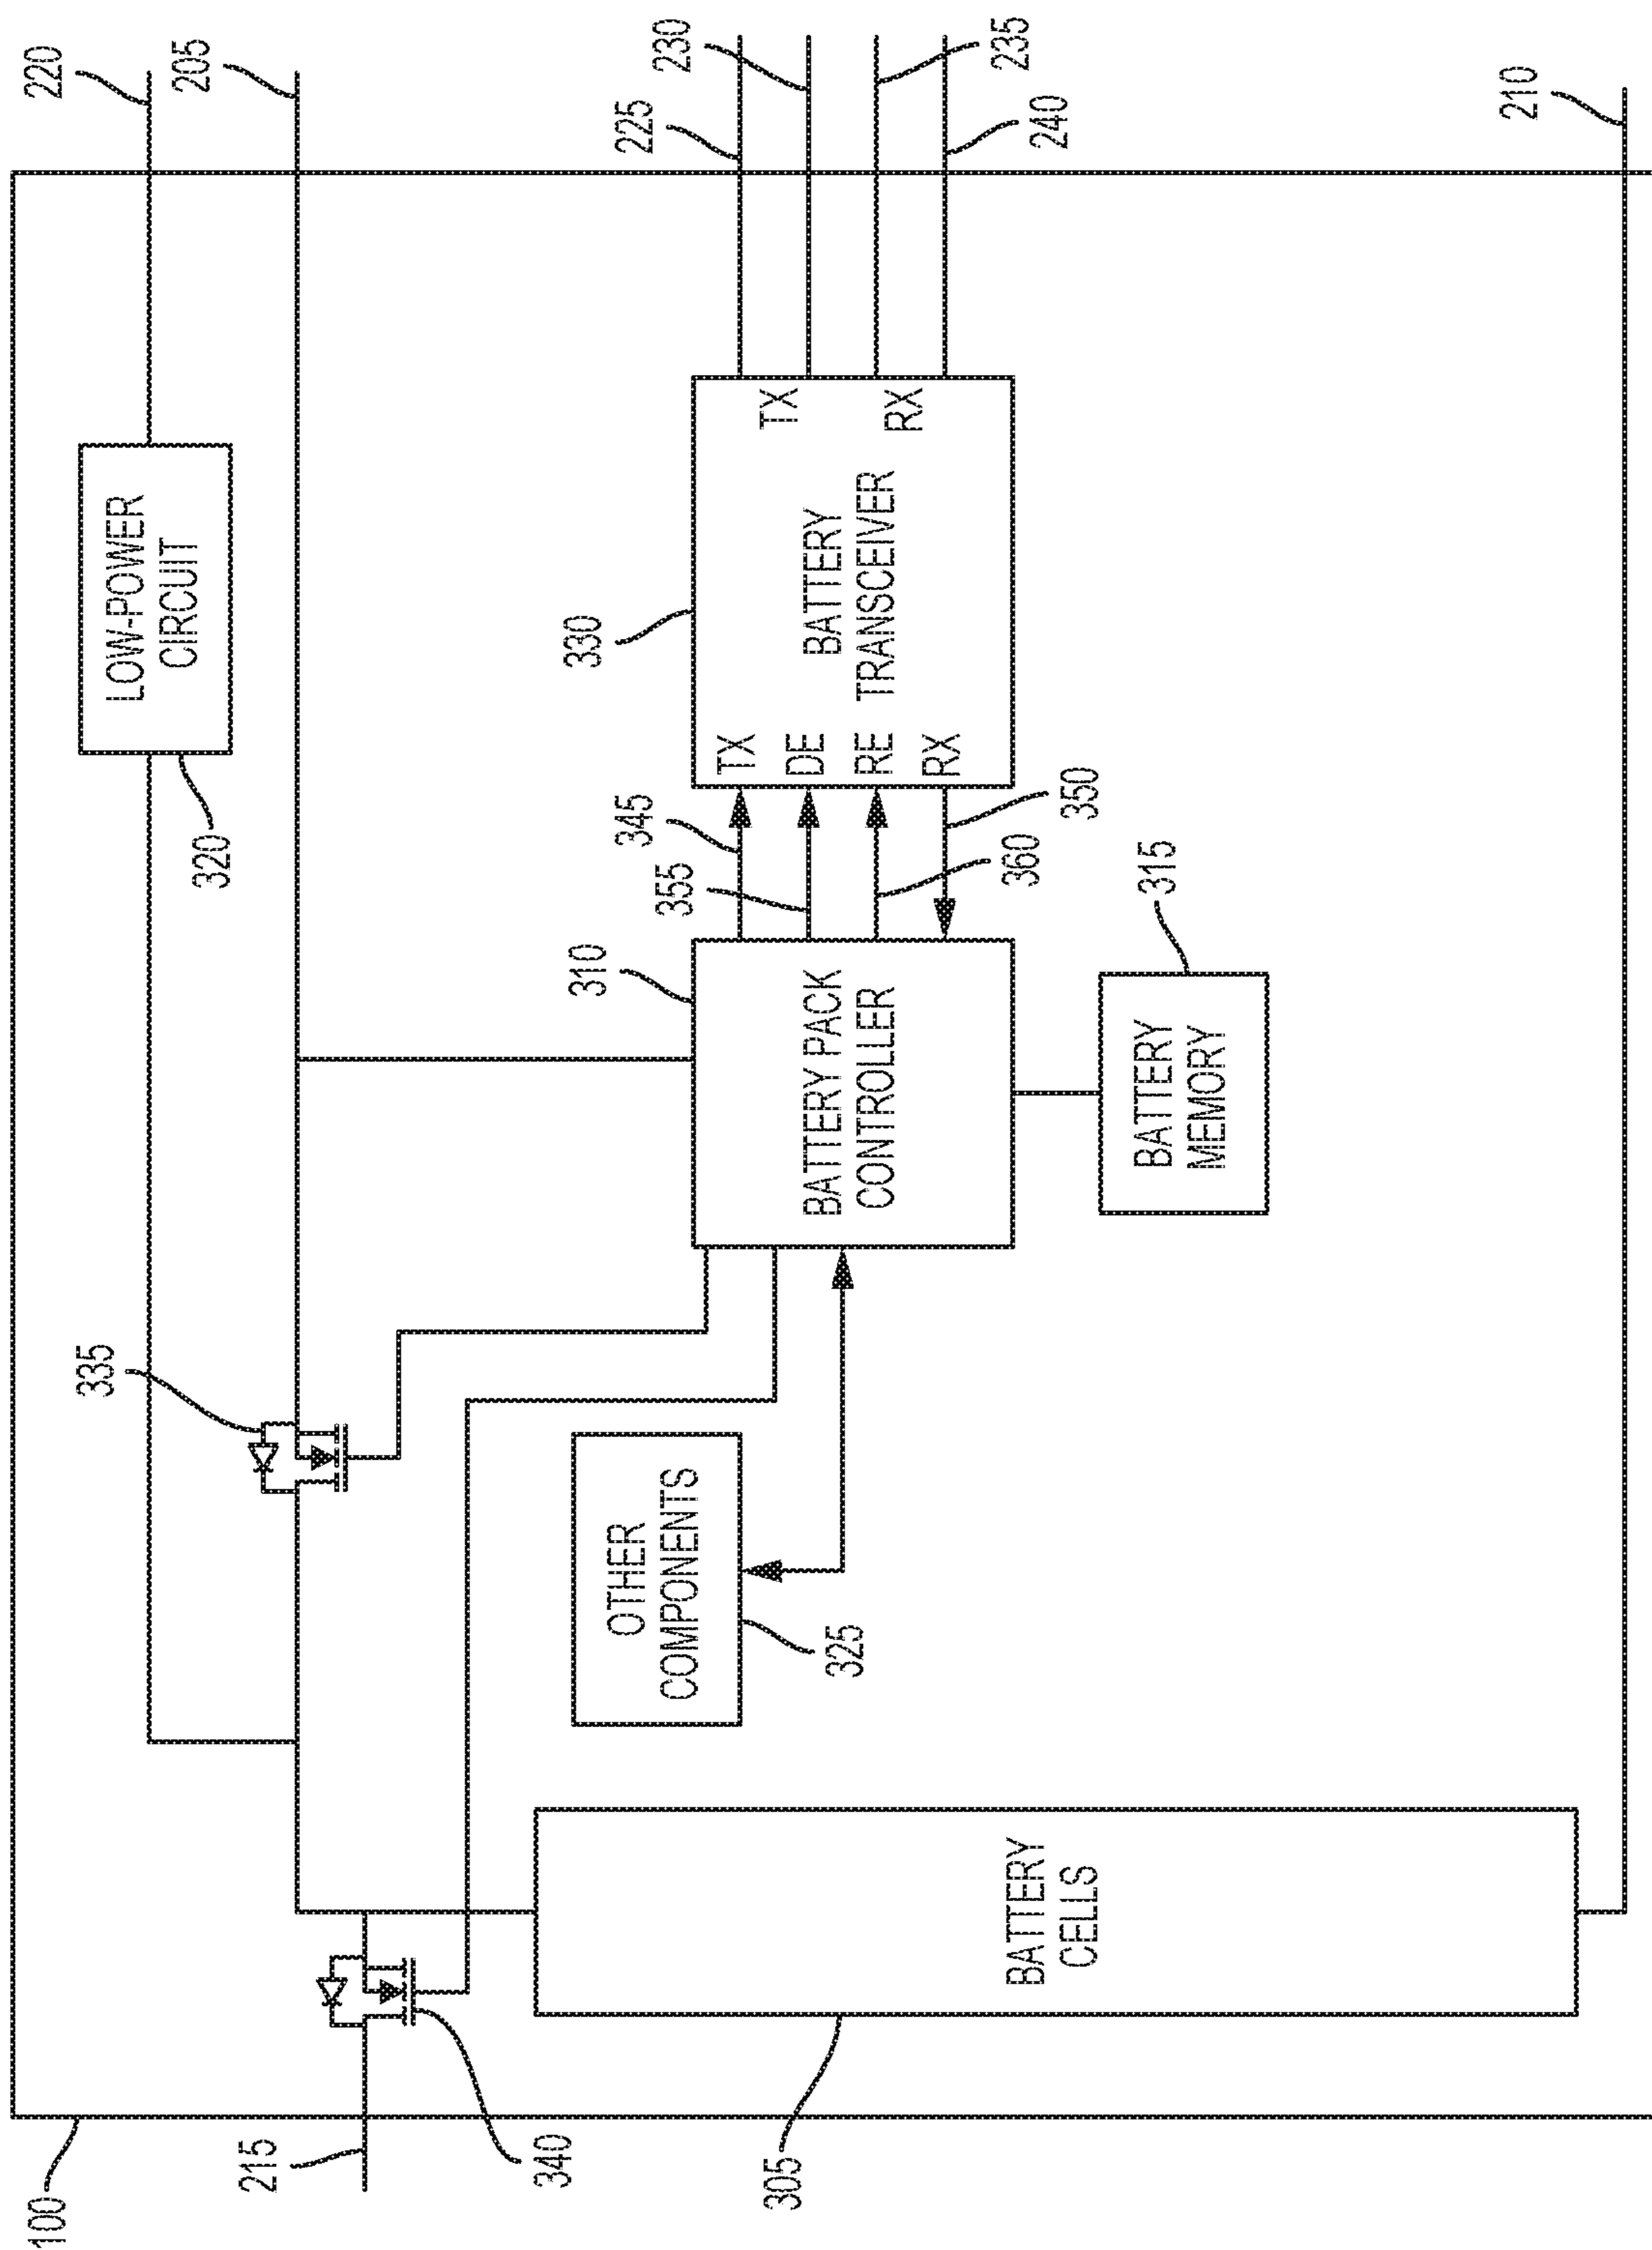 100
215
340
305
BATTERY
CELLS
335
OTHER
COMPONENTS
325
LOW-POWER
CIRCUIT
320
220
205
310
BATTERY PACK
CONTROLLER
BATTERY
MEMORY
315
345
355
360
350
330
TX
DE
RE
RX
BATTERY
TRANSCEIVER
TX
RX
225
230
235
240
210